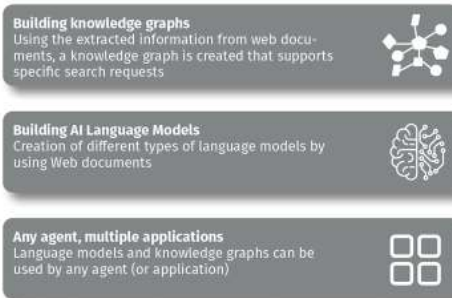 Building knowledge graphs
Using the extracted information from web docu-
ments, a knowledge graph is created that supports
specific search requests
Building AI Language Models
Creation of different types of language models by
using Web documents
Any agent, multiple applications
Language models and knowledge graphs can be
used by any agent (or application)